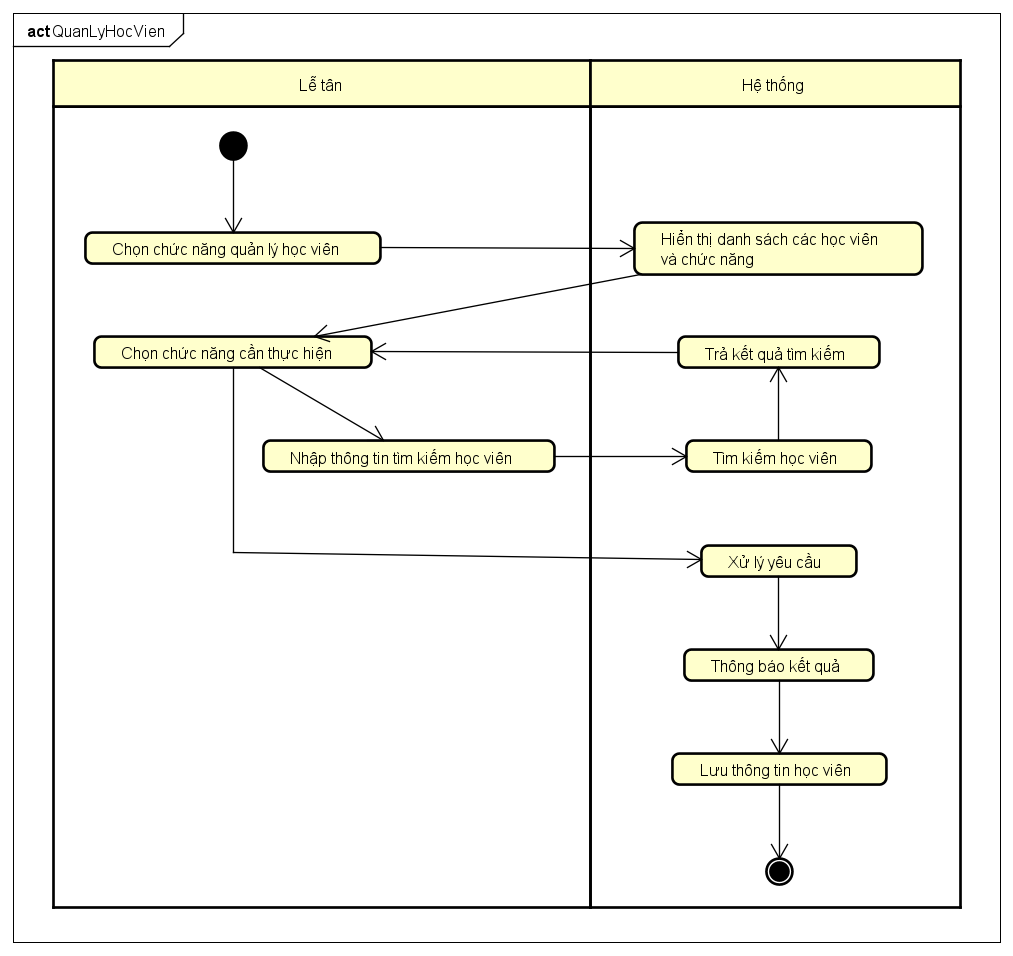 act QuanLyHocVien
Lễ tân
Hệ thống
Chọn chức năng quản lý học viên
Hiển thị danh sách các học viên
và chức năng
Chọn chức năng cần thực hiện
Trả kết quả tìm kiếm
Nhập thông tin tìm kiếm học viên
Tìm kiếm học viên
Xử lý yêu cầu
Thông báo kết quả
Lưu thông tin học viên